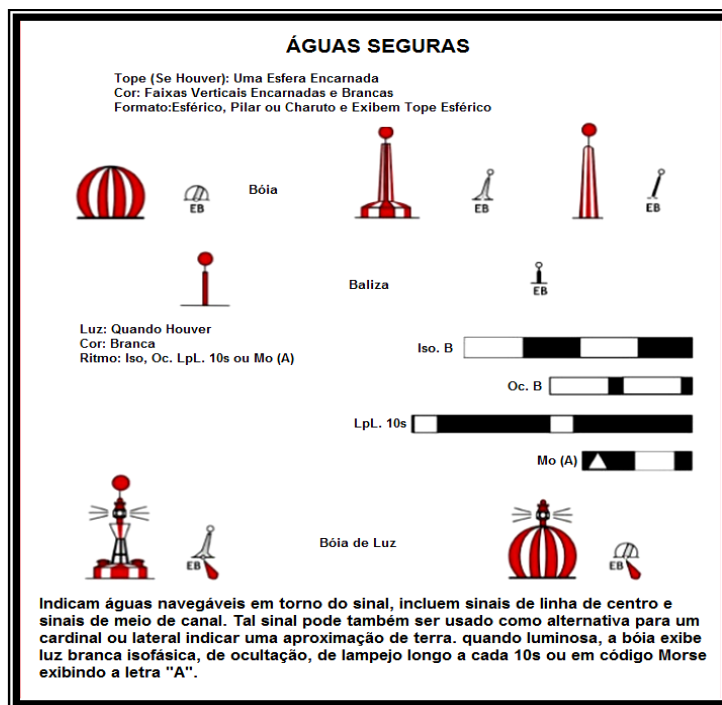 ÁGUAS SEGURAS
Tope (Se Houver): Uma Esfera Encarnada
Cor: Faixas Verticais Encarnadas e Brancas
Formato:Esférico, Pilar ou Charuto e Exibem Tope Esférico
EB
Bóia
EB
EB
Baliza
EB
Luz: Quando Houver
Cor: Branca
Ritmo: Iso, Oc. LpL. 10s ou Mo (A)
Iso. B
Oc. B
LpL. 10s
Mo (A)
EB
Bóia de Luz
EB
Indicam águas navegáveis em torno do sinal, incluem sinais de linha de centro e
sinais de meio de canal. Tal sinal pode também ser usado como alternativa para um
cardinal ou lateral indicar uma aproximação de terra. quando luminosa, a bóia exibe
luz branca isofásica, de ocultação, de lampejo longo a cada 10s ou em código Morse
exibindo a letra "A".